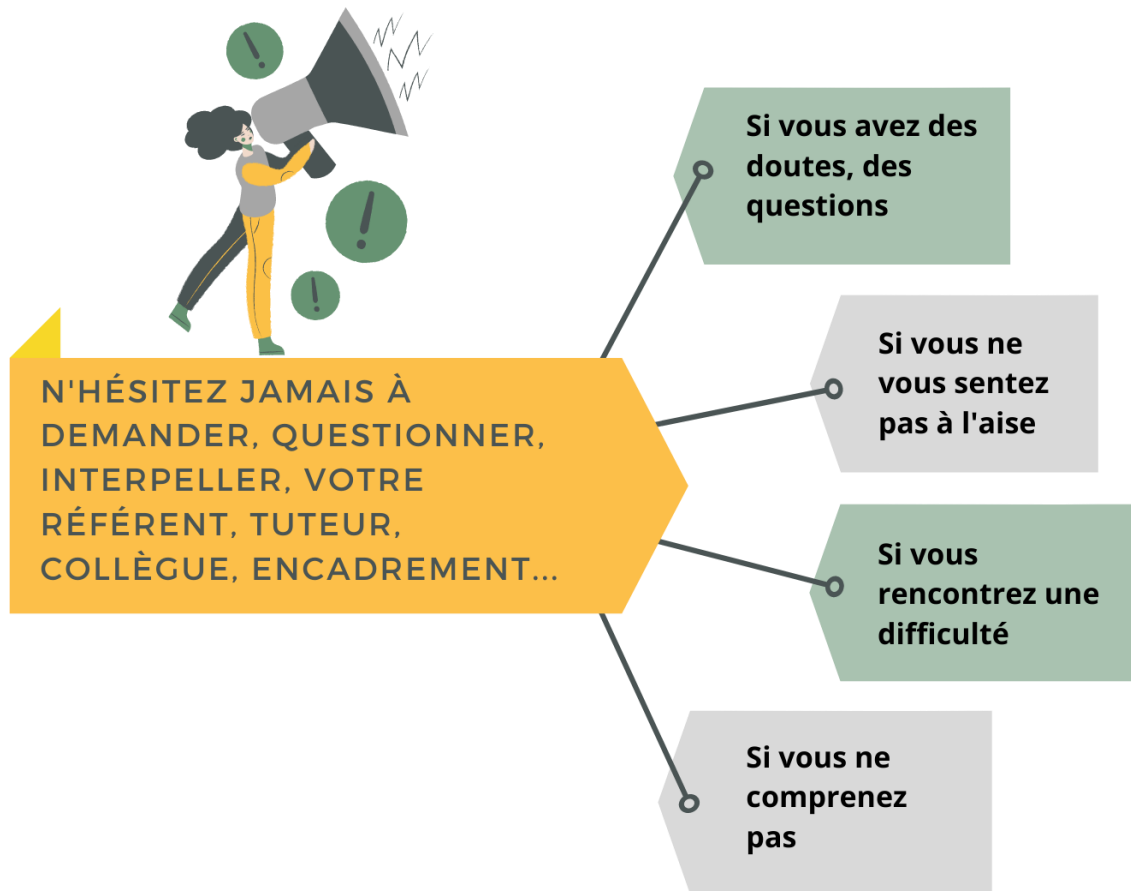 N'HÉSITEZ JAMAIS À
DEMANDER, QUESTIONNER,
INTERPELLER, VOTRE
RÉFÉRENT, TUTEUR,
COLLÈGUE, ENCADREMENT...
Si vous avez des
doutes, des
questions
Si vous ne
vous sentez
pas à l'aise
Si vous
rencontrez une
difficulté
Si vous ne
comprenez
pas